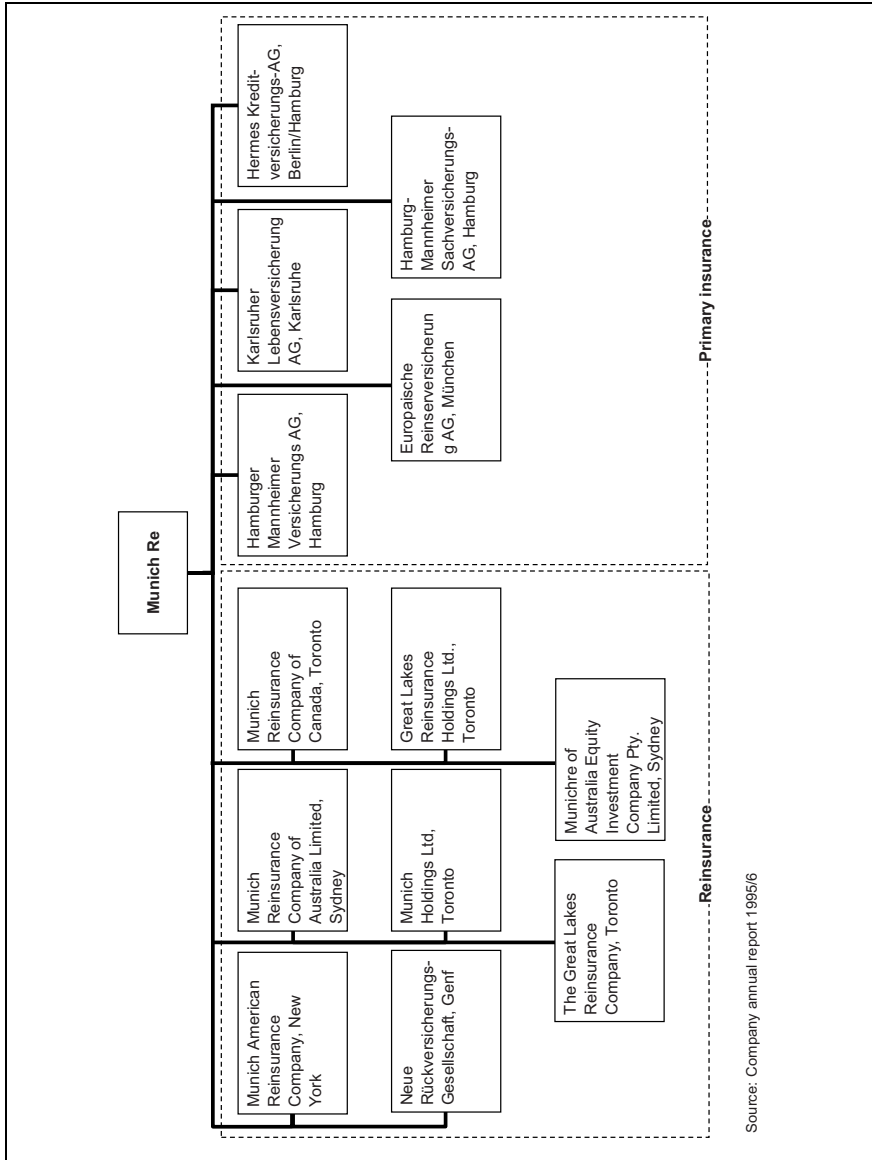 Munich Re
Munich American
Reinsurance
Company, New
York
Munich
Reinsurance
Company of
Australia Limited,
Sydney
Munich
Reinsurance
Company of
Canada, Toronto
Hamburger
Mannheimer
Versicherungs AG,
Hamburg
Karlsruher
Lebensversicherung
AG, Karlsruhe
Hermes Kredit-
versicherungs-AG,
Berlin/Hamburg
Neue
Rückversicherungs-
Gesellschaft, Genf
Munich
Holdings Ltd,
Toronto
Great Lakes
Reinsurance
Holdings Ltd.,
Toronto
Europaische
Reinserversicherun
g AG, München
Hamburg-
Mannheimer
Sachversicherungs-
AG, Hamburg
The Great Lakes
Reinsurance
Company, Toronto
Munichre of
Australia Equity
Investment
Company Pty.
Limited, Sydney
Reinsurance
Primary insurance
Source: Company annual report 1995/6